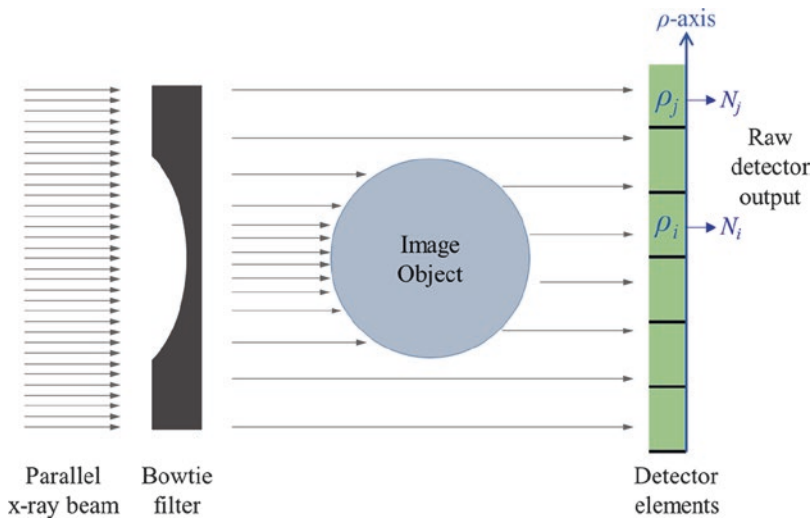 ρ-axis
ρj
Nj
Raw
detector
output
ρi
Ni
Image
Object
Parallel
x-ray beam
Bowtie
filter
Detector
elements